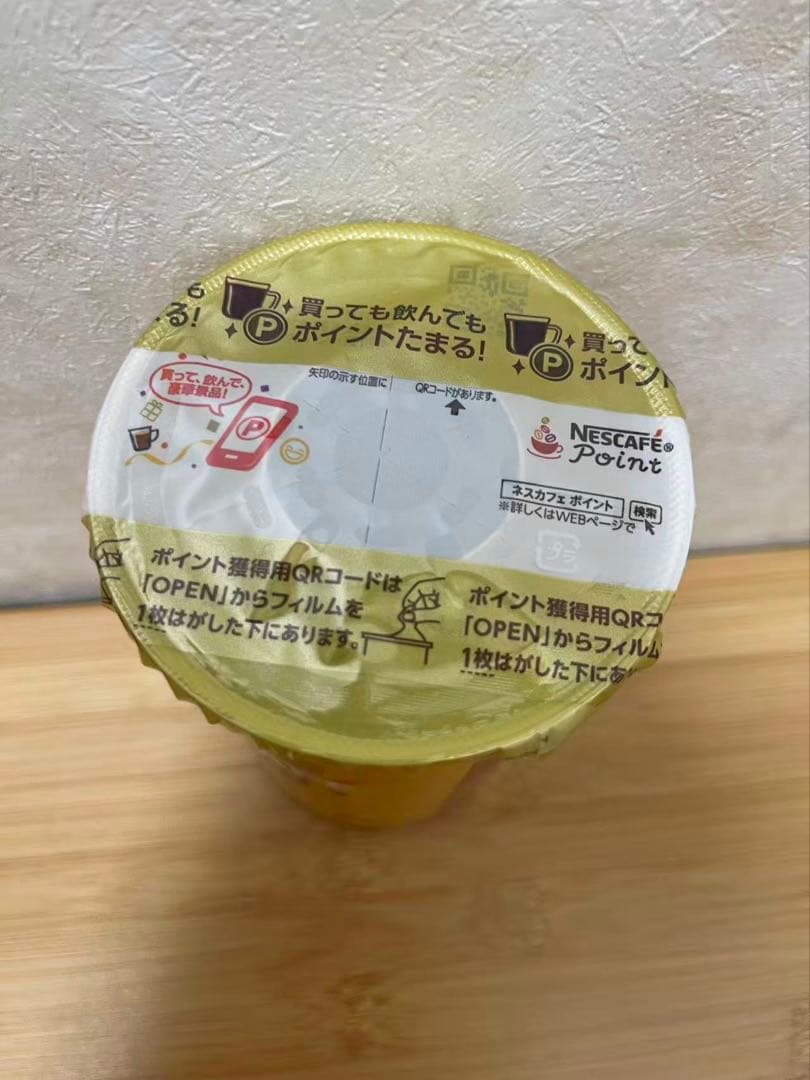 も
る!
買っても飲んでも
ポイントたまる!
買って
ポイント
P
P
買って、飲んで、
豪華景品!
P
矢印の示す位置に
QRコードがあります。
NESCAFÉ®
Point
ネスカフェ ポイント
検索
※詳しくはWEBページで
プラ
ポイント獲得用QRコードは
「OPEN」からフィルムを
1枚はがした下にあります。
ポイント獲得用QRコ
「OPEN」からフィルム
1枚はがした下にあ